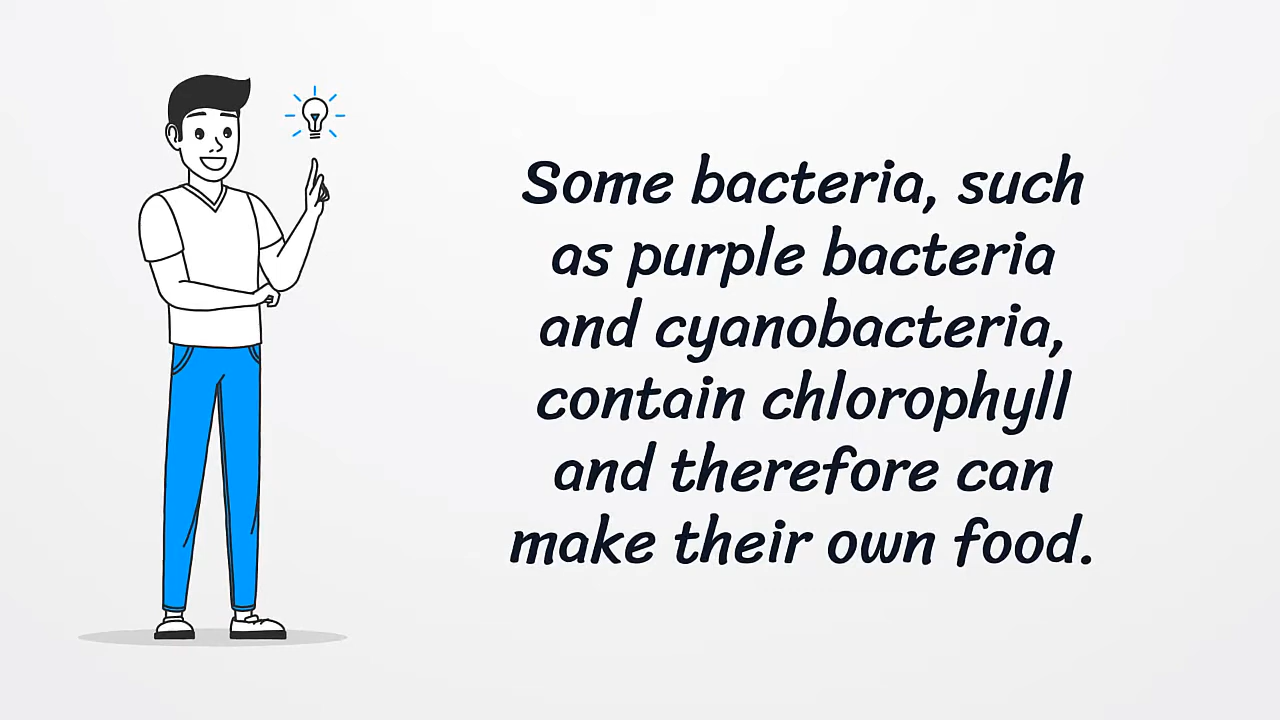 Some bacteria, such
as purple bacteria
and cyanobacteria,
contain chlorophyll
and therefore can
make their own food.